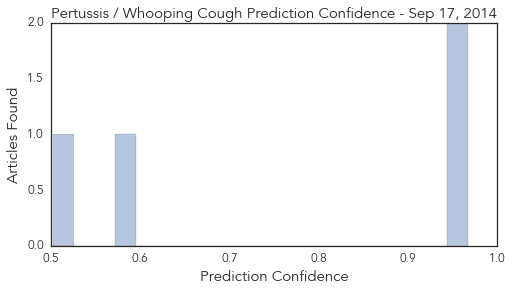 Pertussis / Whooping Cough Prediction Confidence - Sep 17, 2014
2.0
1.5
1.0
0.5
0.0
Articles Found
0.5 0.6 0.7 0.8 0.9 1.0
Prediction Confidence